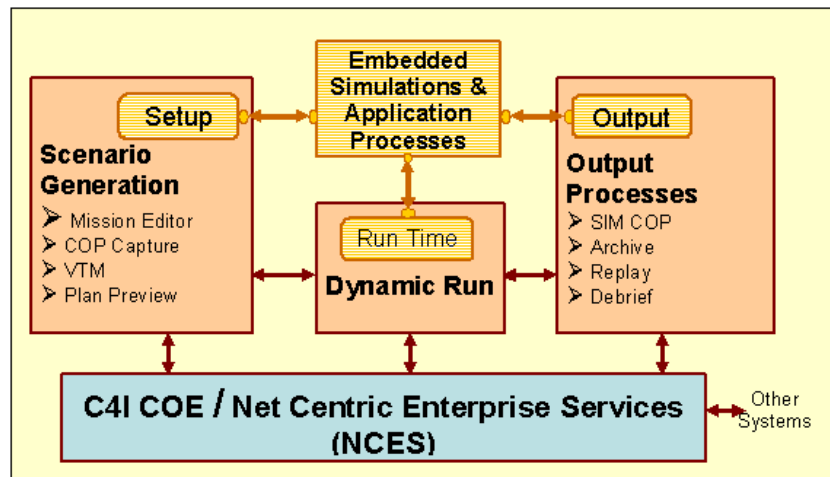 Embedded
Simulations &
Application
Processes
Setup
Scenario
Generation
➢ Mission Editor
➢ COP Capture
➢ VTM
➢ Plan Preview
Run Time
Dynamic Run
Output
Output
Processes
➢ SIM COP
➢ Archive
➢ Replay
➢ Debrief
C4I COE / Net Centric Enterprise Services
(NCES)
Other
Systems